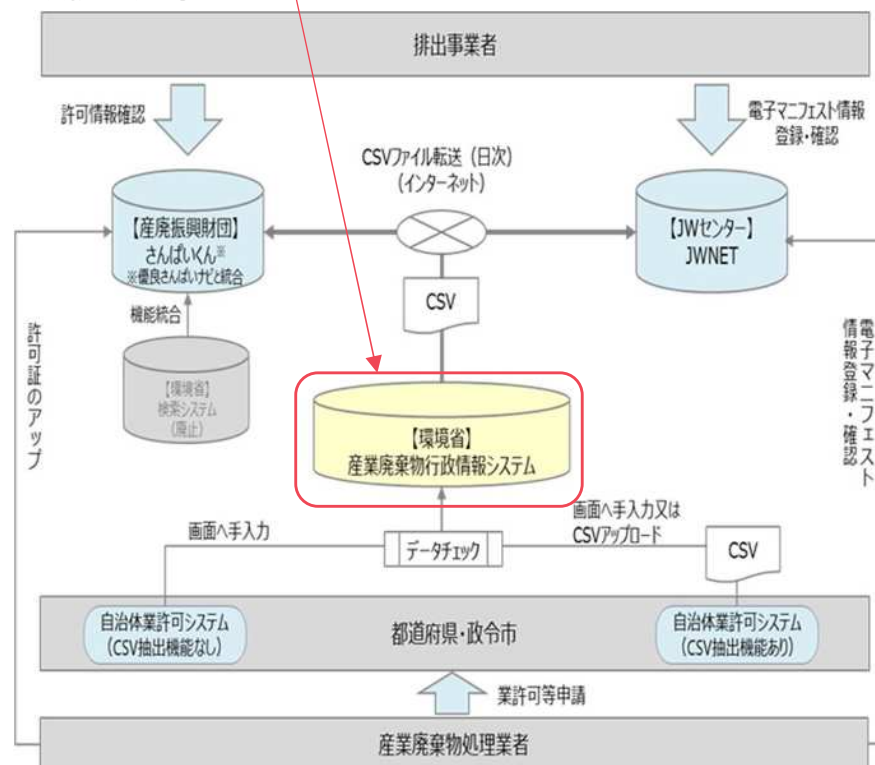 排出事業者
許可情報確認
電子マニフェスト情報
登録・確認
CSVファイル転送（日次）
（インターネット）
【産廃振興財団】
さんぱいくん※
※優良さんぱいナビと統合
【JWセンター】
JWNET
CSV
機能統合
【環境省】
検索システム
（廃止）
許可証のアップ
電子マニフェスト
情報登録・確認
【環境省】
産業廃棄物行政情報システム
画面へ手入力
データチェック
画面へ手入力又は
CSVアップロード
CSV
自治体業許可システム
（CSV抽出機能なし）
都道府県・政令市
自治体業許可システム
（CSV抽出機能あり）
業許可等申請
産業廃棄物処理業者